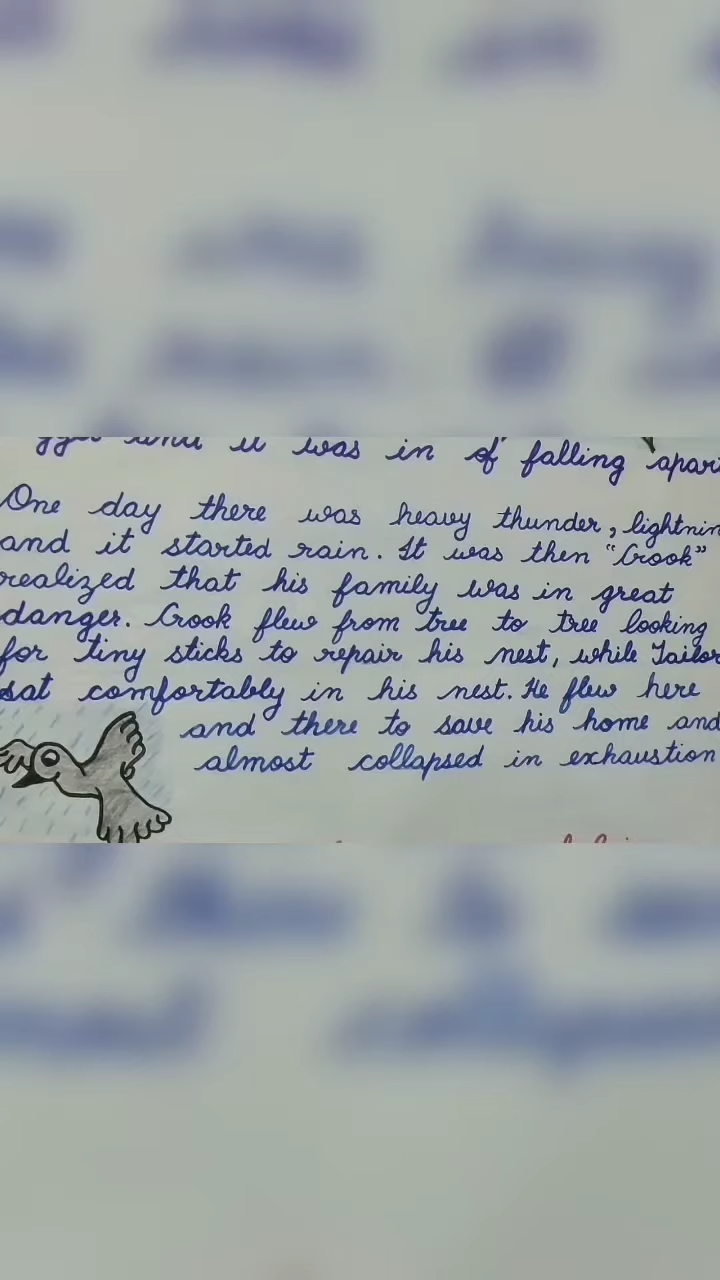 it was in of falling apart
One day there was heavy thunder, lightnin
and it started rain. It was then "Crook"
realized that his family was in great
danger. Crook flew from tree to tree looking
for tiny sticks to repair his nest, while Tailor
sat comfortably in his nest. He flew here
and there to save his home and
almost collapsed in exhaustion